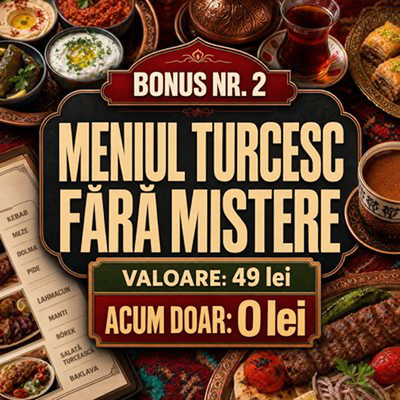 BONUS NR. 2
MENIUL TURCESC
FĂRĂ MISTERE
VALOARE: 49 lei
ACUM DOAR: 0 lei
KEBAP
MEZE
DOLMA
PIDE
LAHMACUN
MANTI
BÖREK
SALATĂ
TURCEASCĂ
BAKLAVA